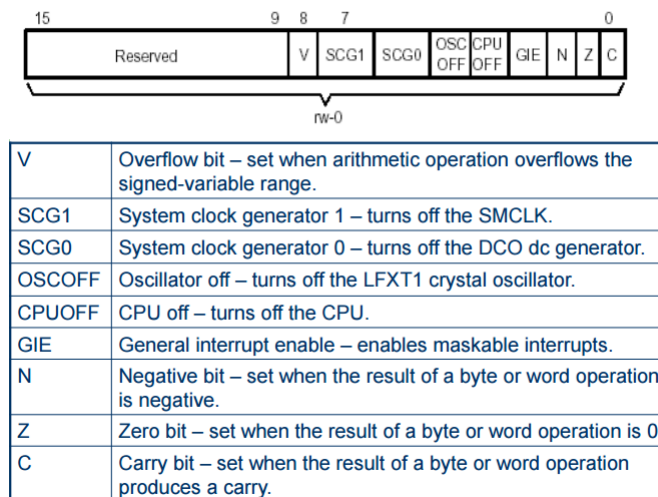 15 9 8 7 0
Reserved V SCG1 SCG0 OSC OFF CPU OFF GIE N Z C
rw-0
V Overflow bit – set when arithmetic operation overflows the
signed-variable range.
SCG1 System clock generator 1 – turns off the SMCLK.
SCG0 System clock generator 0 – turns off the DCO dc generator.
OSCOFF Oscillator off – turns off the LFXT1 crystal oscillator.
CPUOFF CPU off – turns off the CPU.
GIE General interrupt enable – enables maskable interrupts.
N Negative bit – set when the result of a byte or word operation
is negative.
Z Zero bit – set when the result of a byte or word operation is 0
C Carry bit – set when the result of a byte or word operation
produces a carry.